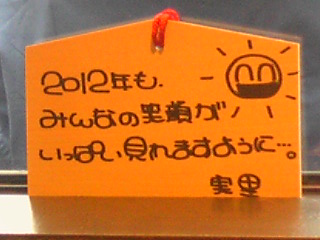 2012年も、
みんなの笑顔が
いっぱい見れますように…。
実里